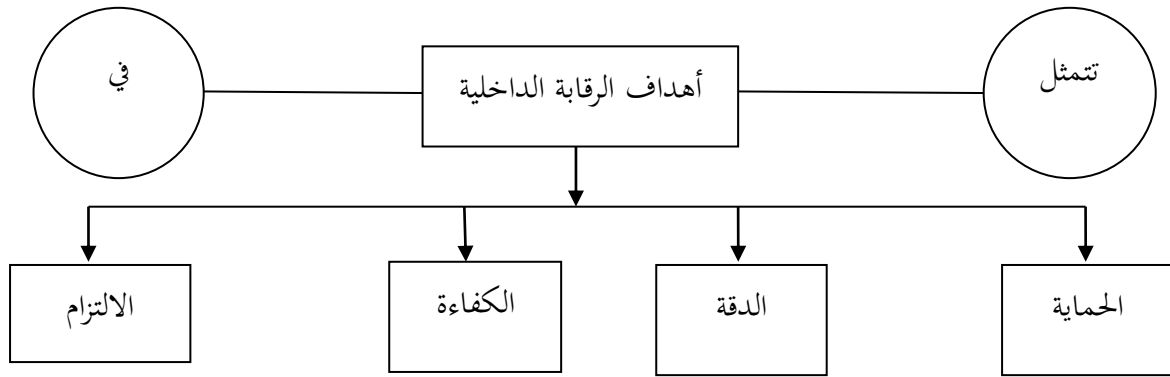 تتمثل
أهداف الرقابة الداخلية
في
الحماية
الدقة
الكفاءة
الالتزام